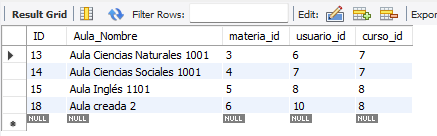 Result Grid Filter Rows: Edit: Expor
ID Aula_Nombre materia_id usuario_id curso_id
13 Aula Ciencias Naturales 1001 3 6 7
14 Aula Ciencias Sociales 1001 4 7 7
15 Aula Inglés 1101 5 8 8
18 Aula creada 2 6 10 8
NULL NULL NULL NULL NULL